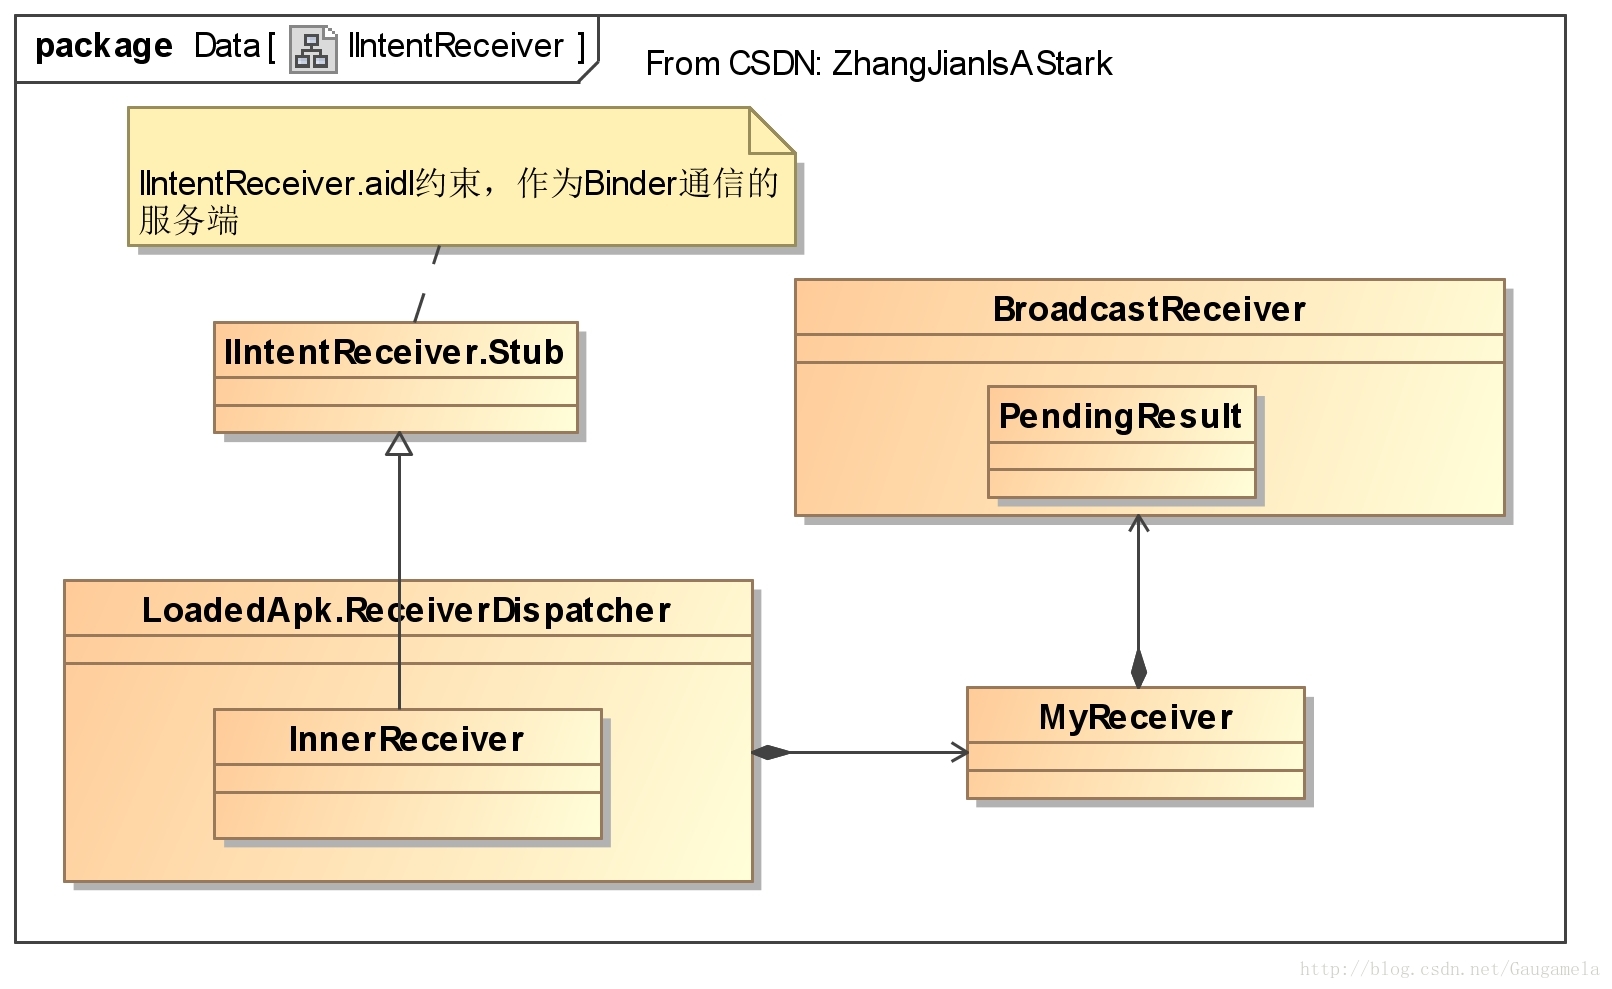 package Data [ IIntentReceiver ]
From CSDN: ZhangJianIsAStark
IIntentReceiver.aidl约束，作为Binder通信的
服务端
IIntentReceiver.Stub
BroadcastReceiver
PendingResult
LoadedApk.ReceiverDispatcher
InnerReceiver
MyReceiver
http://blog.csdn.net/Gaugamela